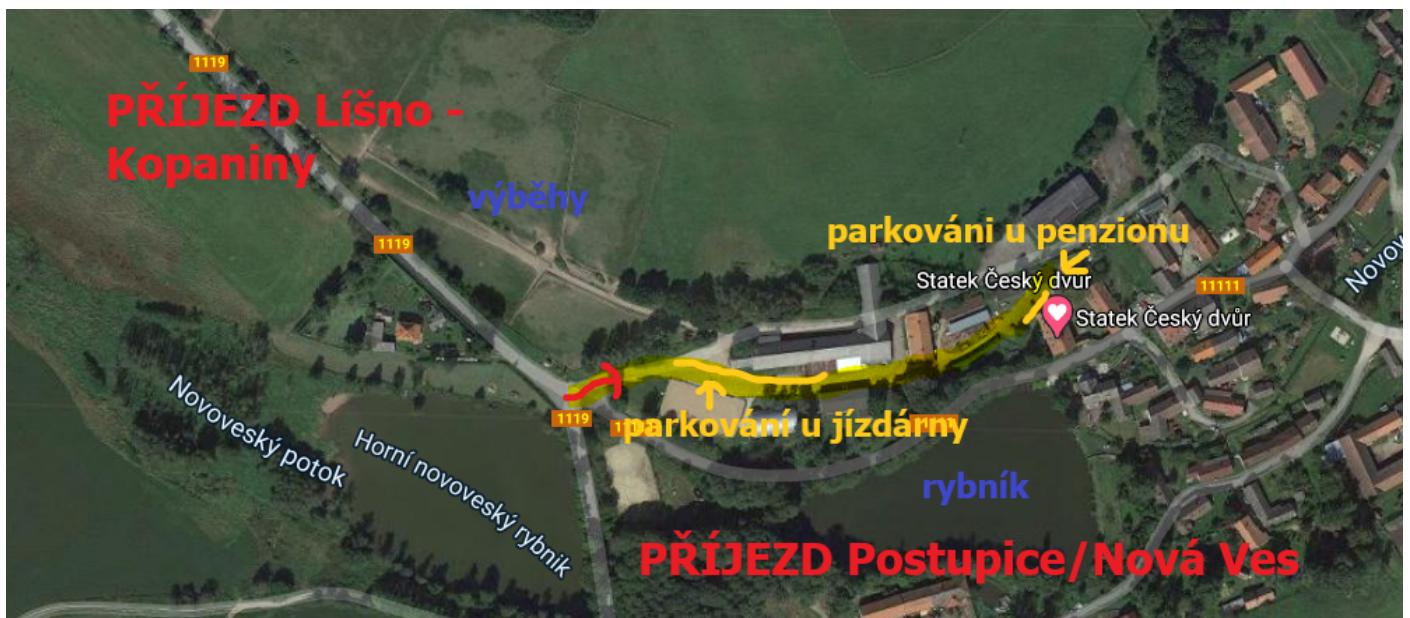 1119
PŘÍJEZD Líšno -
Kopaniny
výběhy
1119
parkováni u penzionu
Statek Český dvůr
11111
Statek Český dvůr
1119
parkování u jízdárny
Novoveský potok
Horní novoveský rybník
rybník
PŘÍJEZD Postupice/Nová Ves